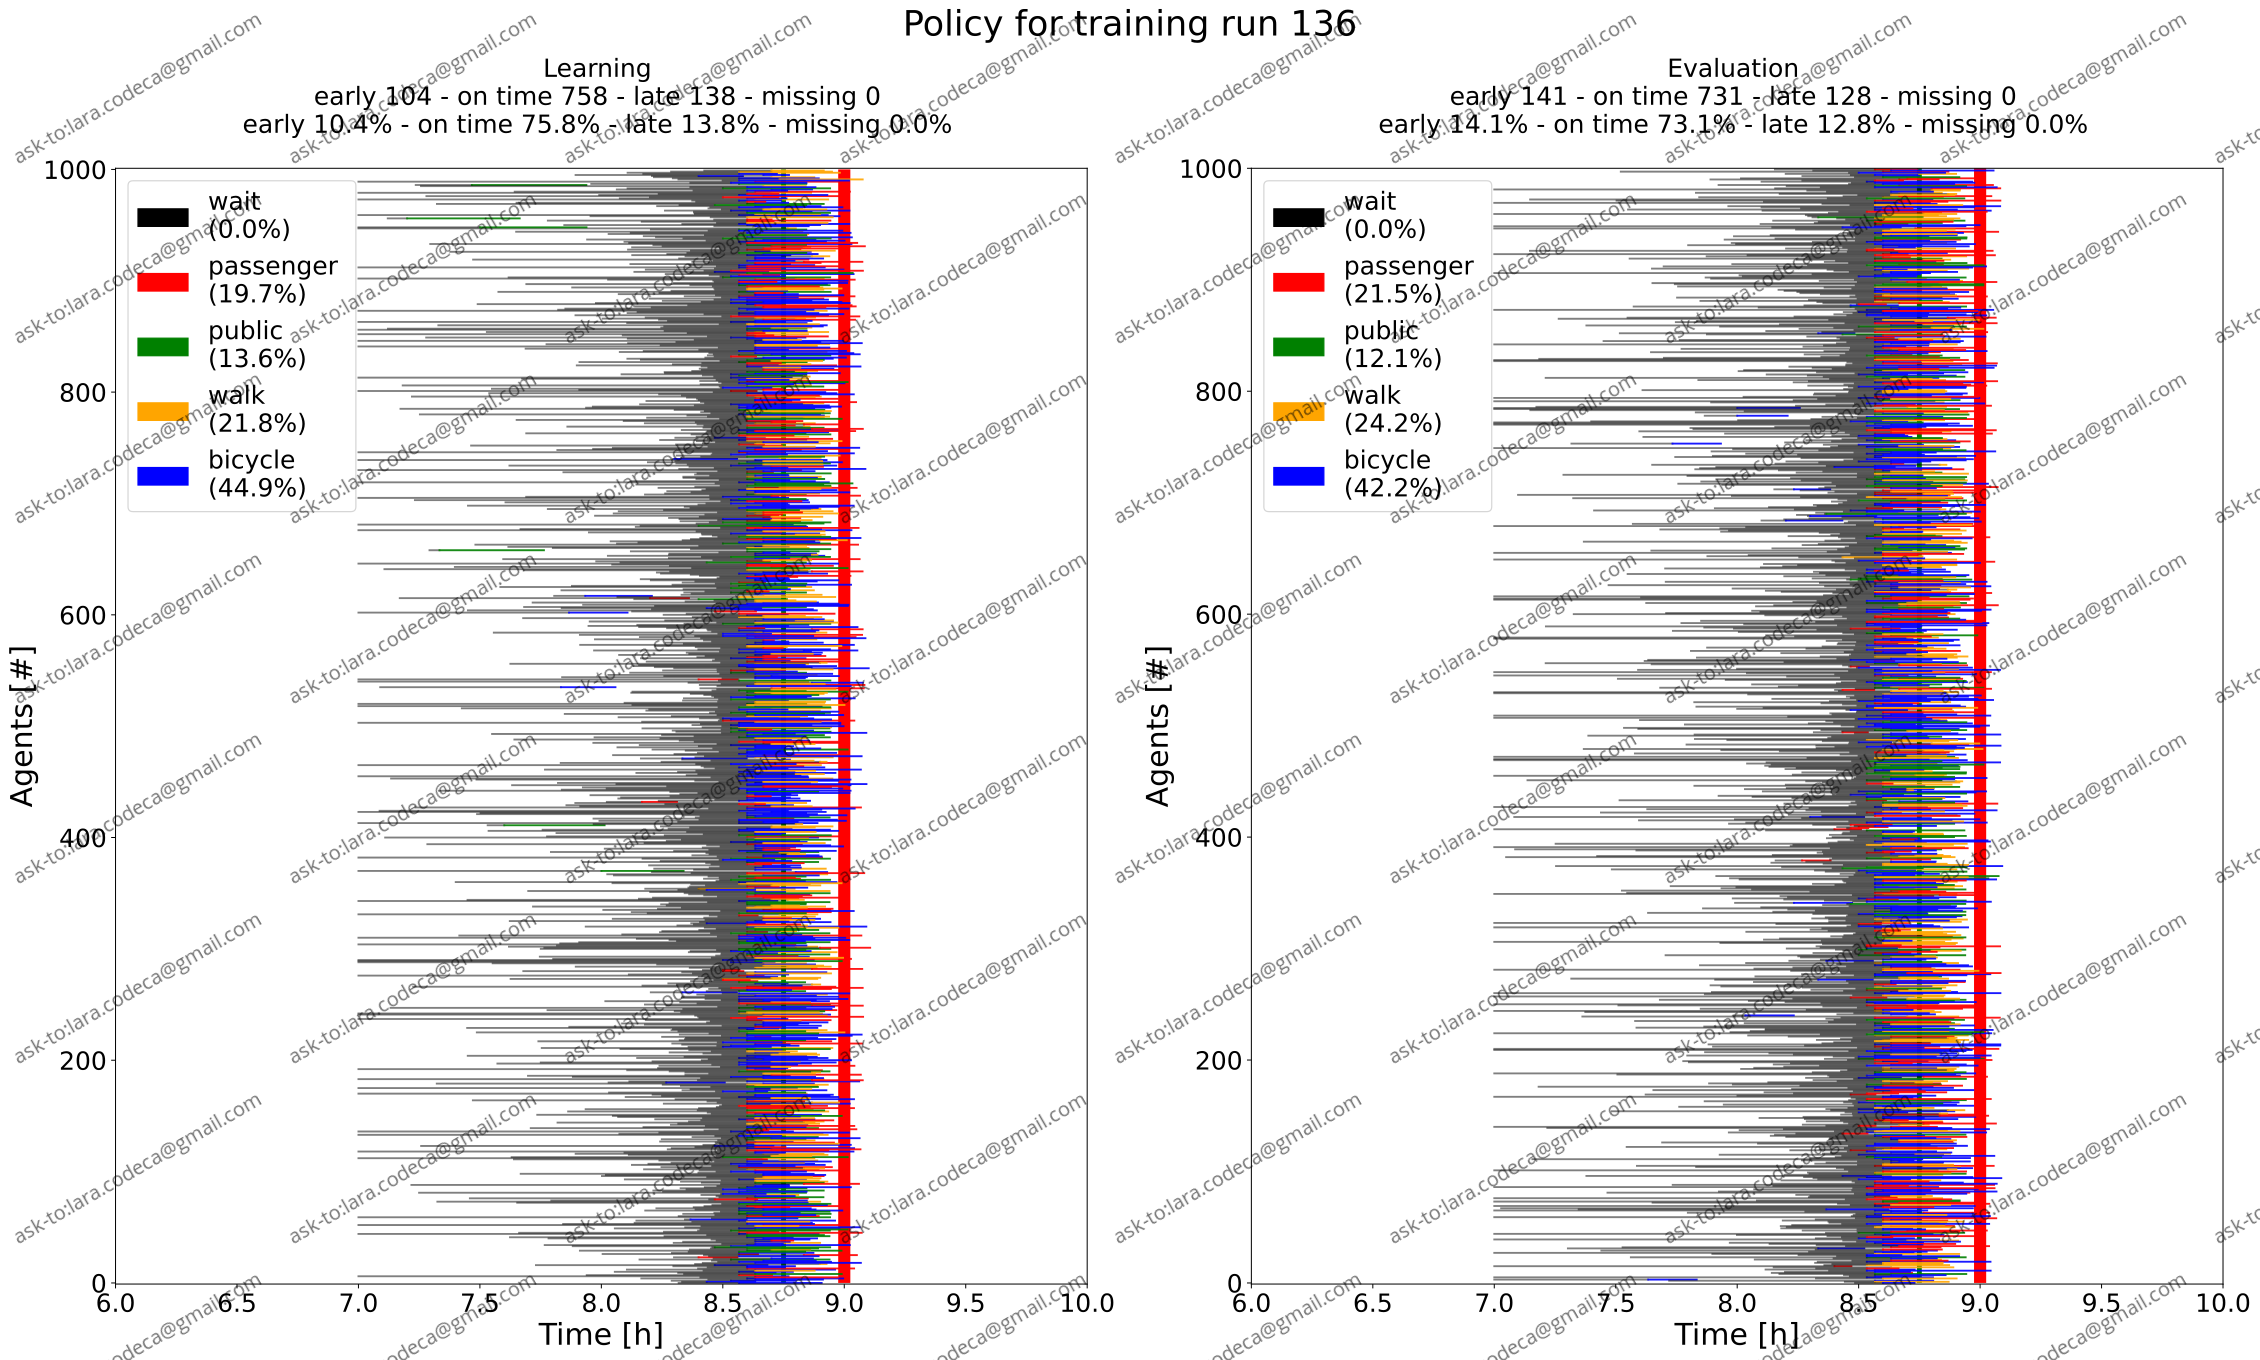 Policy for training run 136
Learning
early 104 - on time 758 - late 138 - missing 0
early 10.4% - on time 75.8% - late 13.8% - missing 0.0%
1000
800
600
400
200
0
Agents [#]
wait
(0.0%)
passenger
(19.7%)
public
(13.6%)
walk
(21.8%)
bicycle
(44.9%)
6.0 6.5 7.0 7.5 8.0 8.5 9.0 9.5 10.0
Time [h]
Evaluation
early 141 - on time 731 - late 128 - missing 0
early 14.1% - on time 73.1% - late 12.8% - missing 0.0%
1000
800
600
400
200
0
Agents [#]
wait
(0.0%)
passenger
(21.5%)
public
(12.1%)
walk
(24.2%)
bicycle
(42.2%)
6.0 6.5 7.0 7.5 8.0 8.5 9.0 9.5 10.0
Time [h]
ask-to:lara.codeca@gmail.com